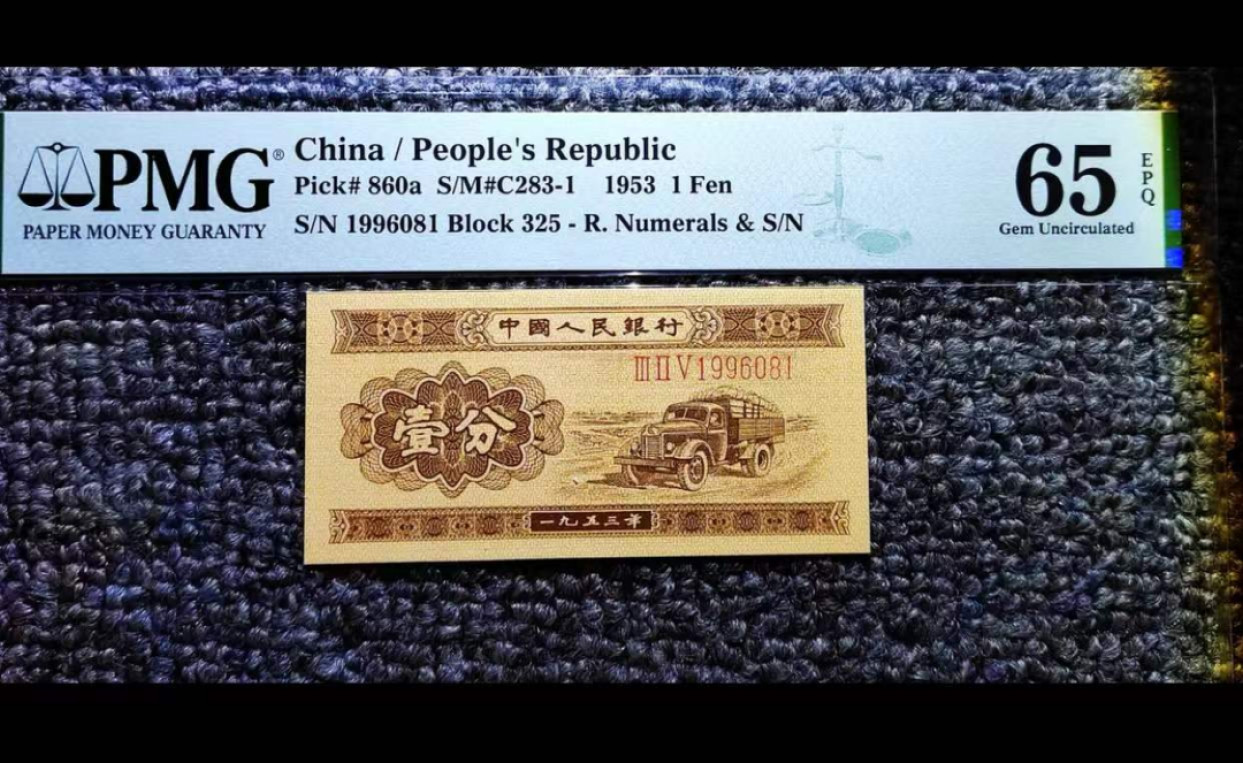 PMG®
PAPER MONEY GUARANTY
China / People's Republic
Pick# 860a S/M#C283-1 1953 1 Fen
S/N 1996081 Block 325 - R. Numerals & S/N
65
EPQ
Gem Uncirculated
中國人民銀行
ⅢⅡⅤ1996081
壹分
一九五三年